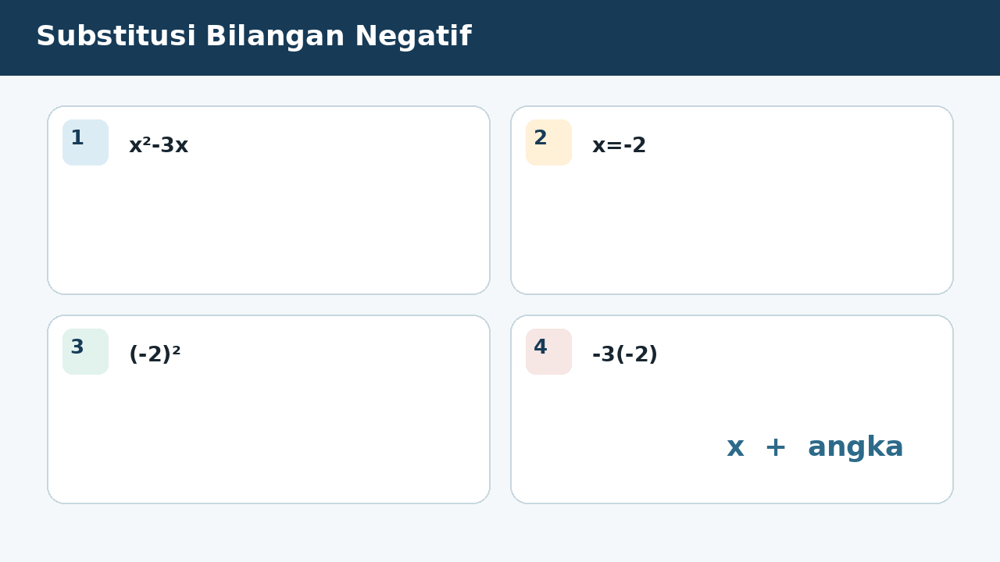 Substitusi Bilangan Negatif
1 x²-3x
2 x=-2
3 (-2)²
4 -3(-2)
x + angka